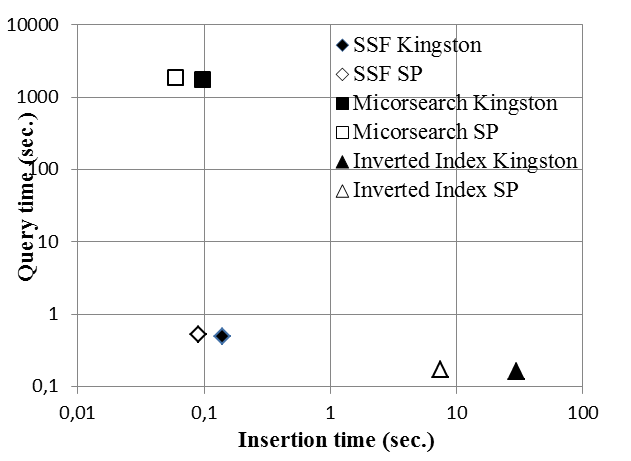 10000
1000
100
10
1
0,1
Query time (sec.)
SSF Kingston
SSF SP
Micorsearch Kingston
Micorsearch SP
Inverted Index Kingston
Inverted Index SP
0,01
0,1
1
10
100
Insertion time (sec.)